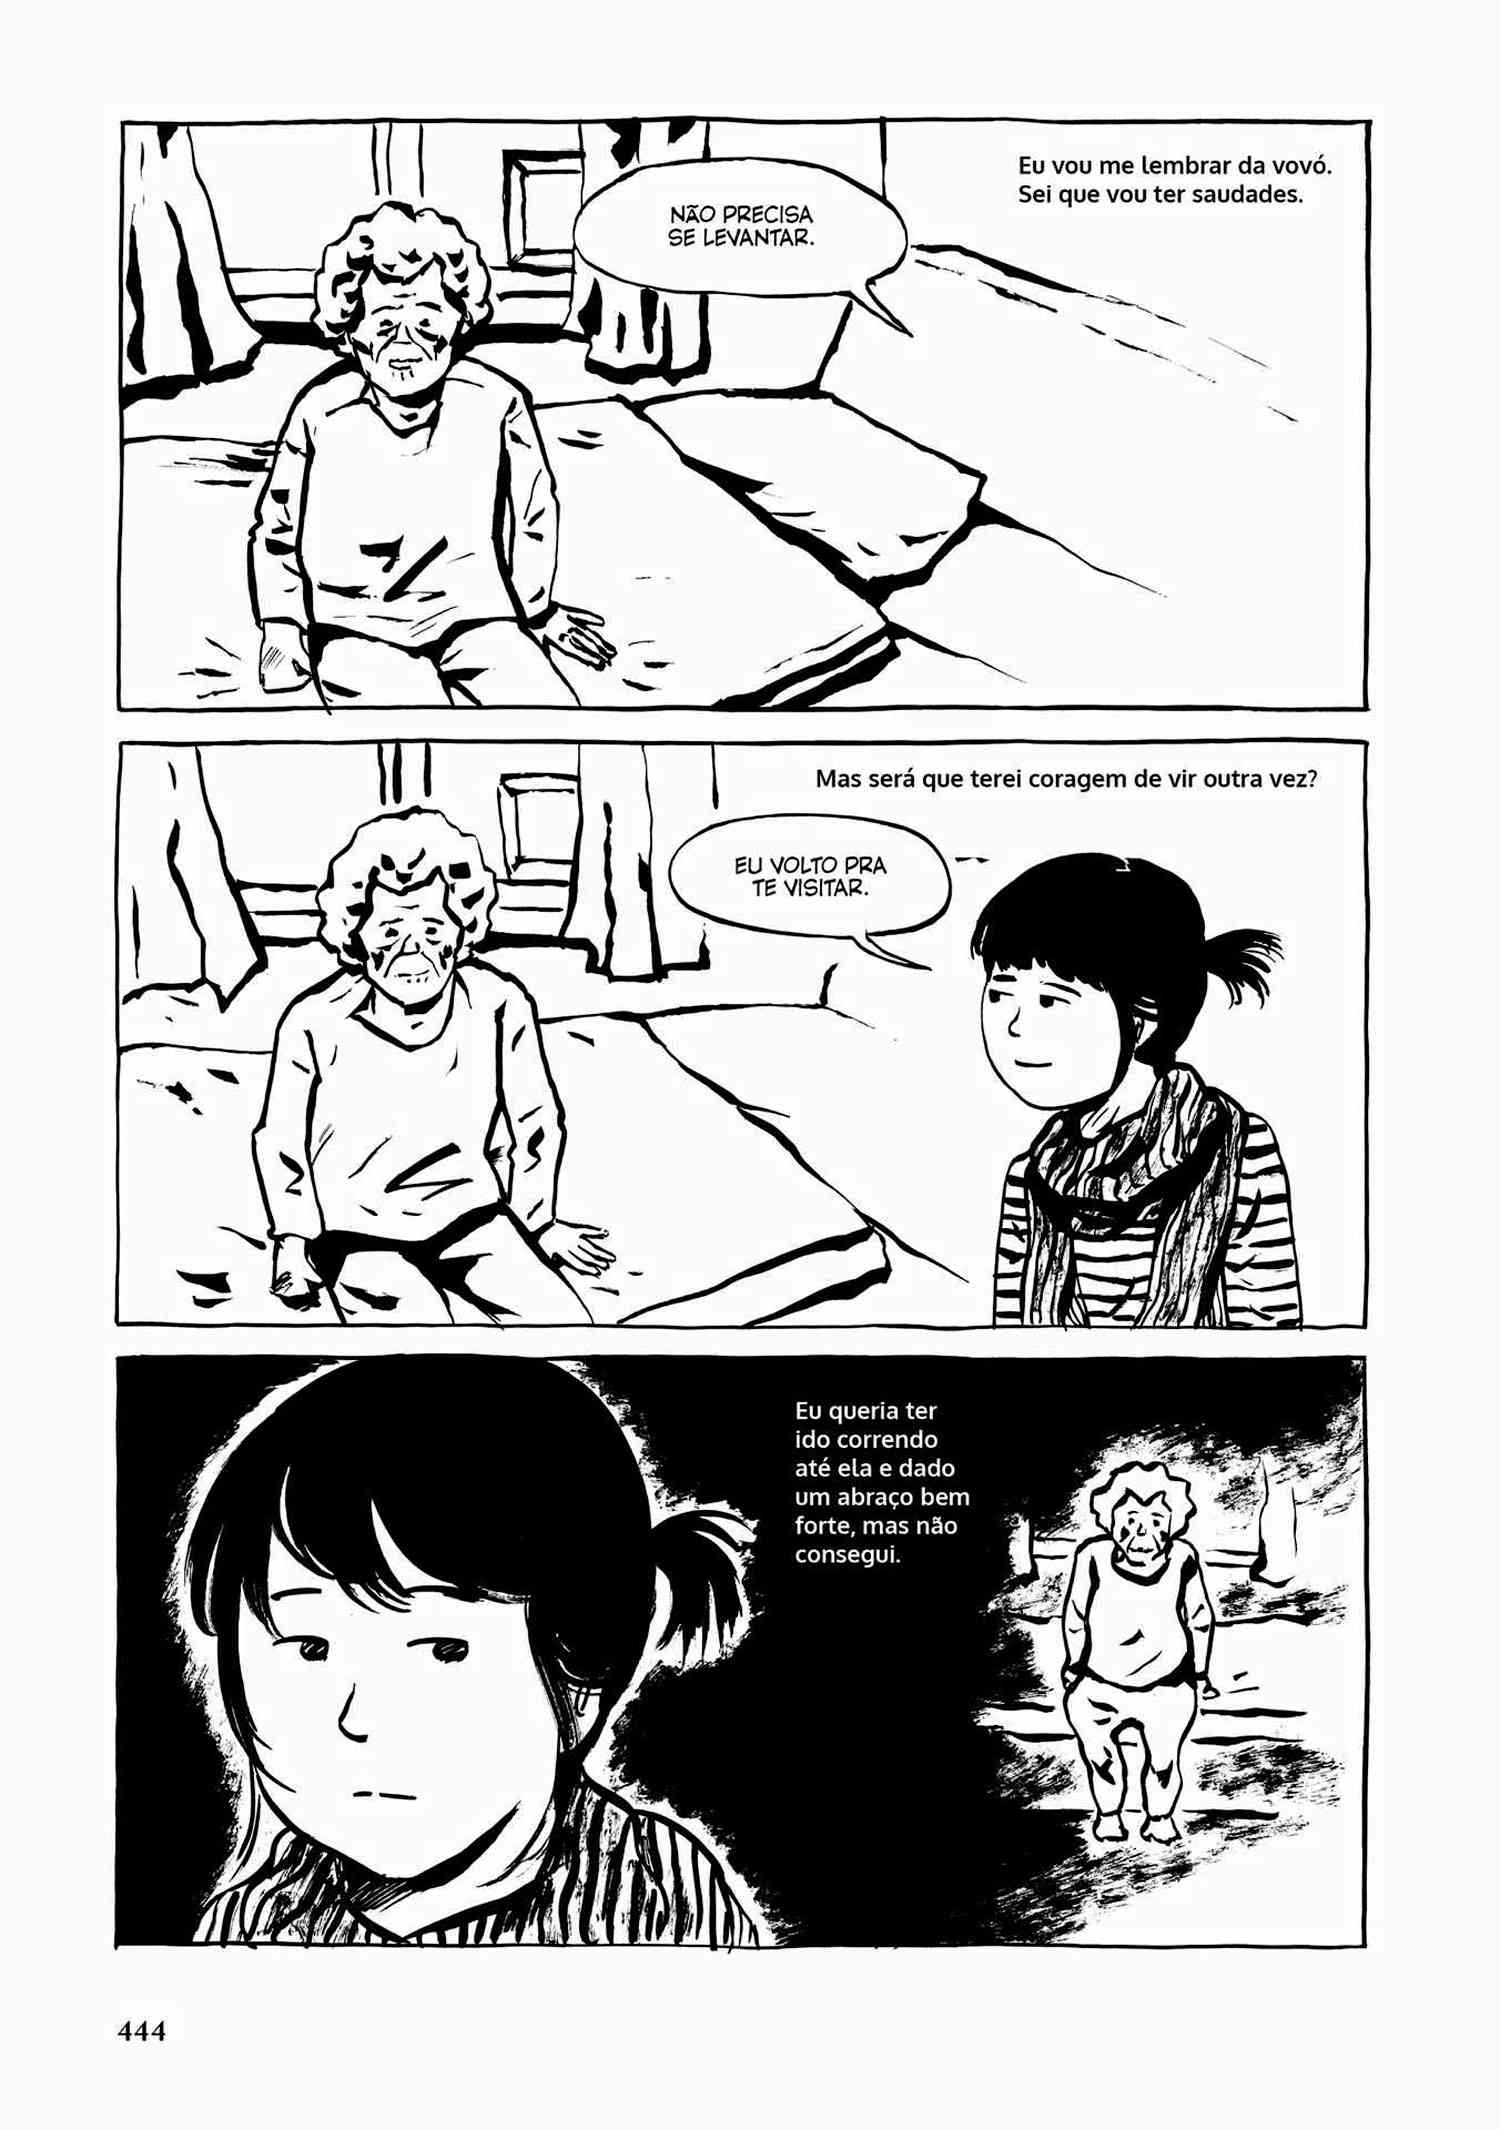 Eu vou me lembrar da vovó.
Sei que vou ter saudades.
NÃO PRECISA
SE LEVANTAR.
Mas será que terei coragem de vir outra vez?
EU VOLTO PRA
TE VISITAR.
Eu queria ter
ido correndo
até ela e dado
um abraço bem
forte, mas não
consegui.
444